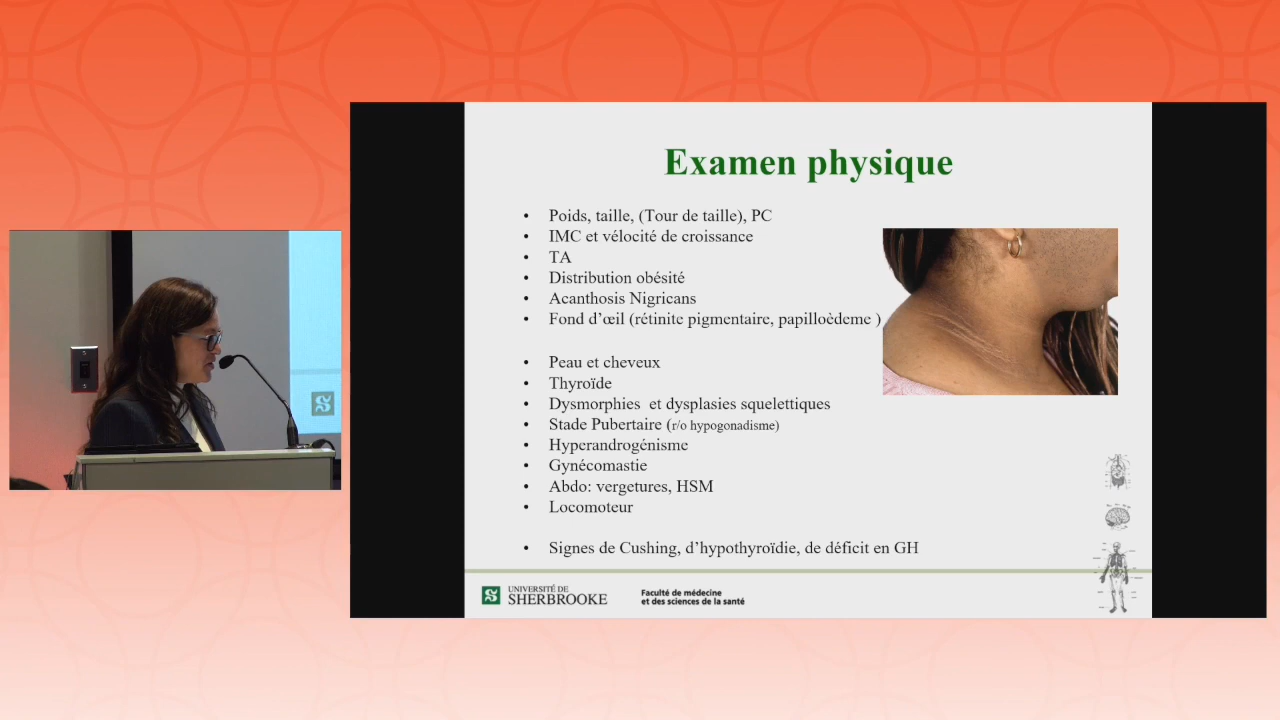 Examen physique
• Poids, taille, (Tour de taille), PC
• IMC et vélocité de croissance
• TA
• Distribution obésité
• Acanthosis Nigricans
• Fond d’œil (rétinite pigmentaire, papilloèdeme )
• Peau et cheveux
• Thyroïde
• Dysmorphies et dysplasies squelettiques
• Stade Pubertaire (r/o hypogonadisme)
• Hyperandrogénisme
• Gynécomastie
• Abdo: vergetures, HSM
• Locomoteur
• Signes de Cushing, d’hypothyroïdie, de déficit en GH
UNIVERSITÉ DE
SHERBROOKE
Faculté de médecine
et des sciences de la santé